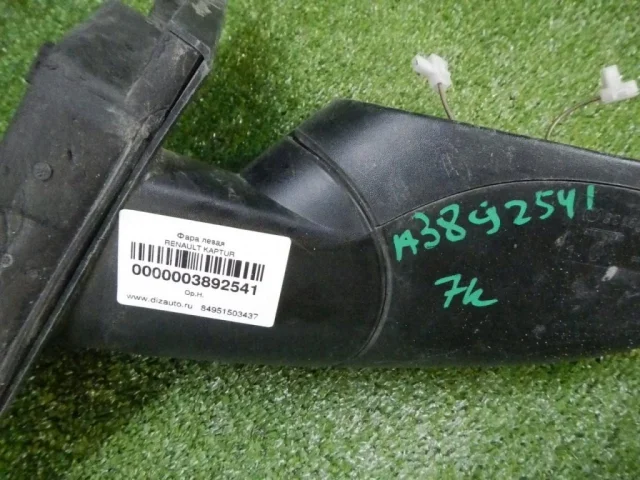 Фара левая
RENAULT KAPTUR
0000003892541
Ор.Н.
www.dizauto.ru 84951503437
A3892541
7k